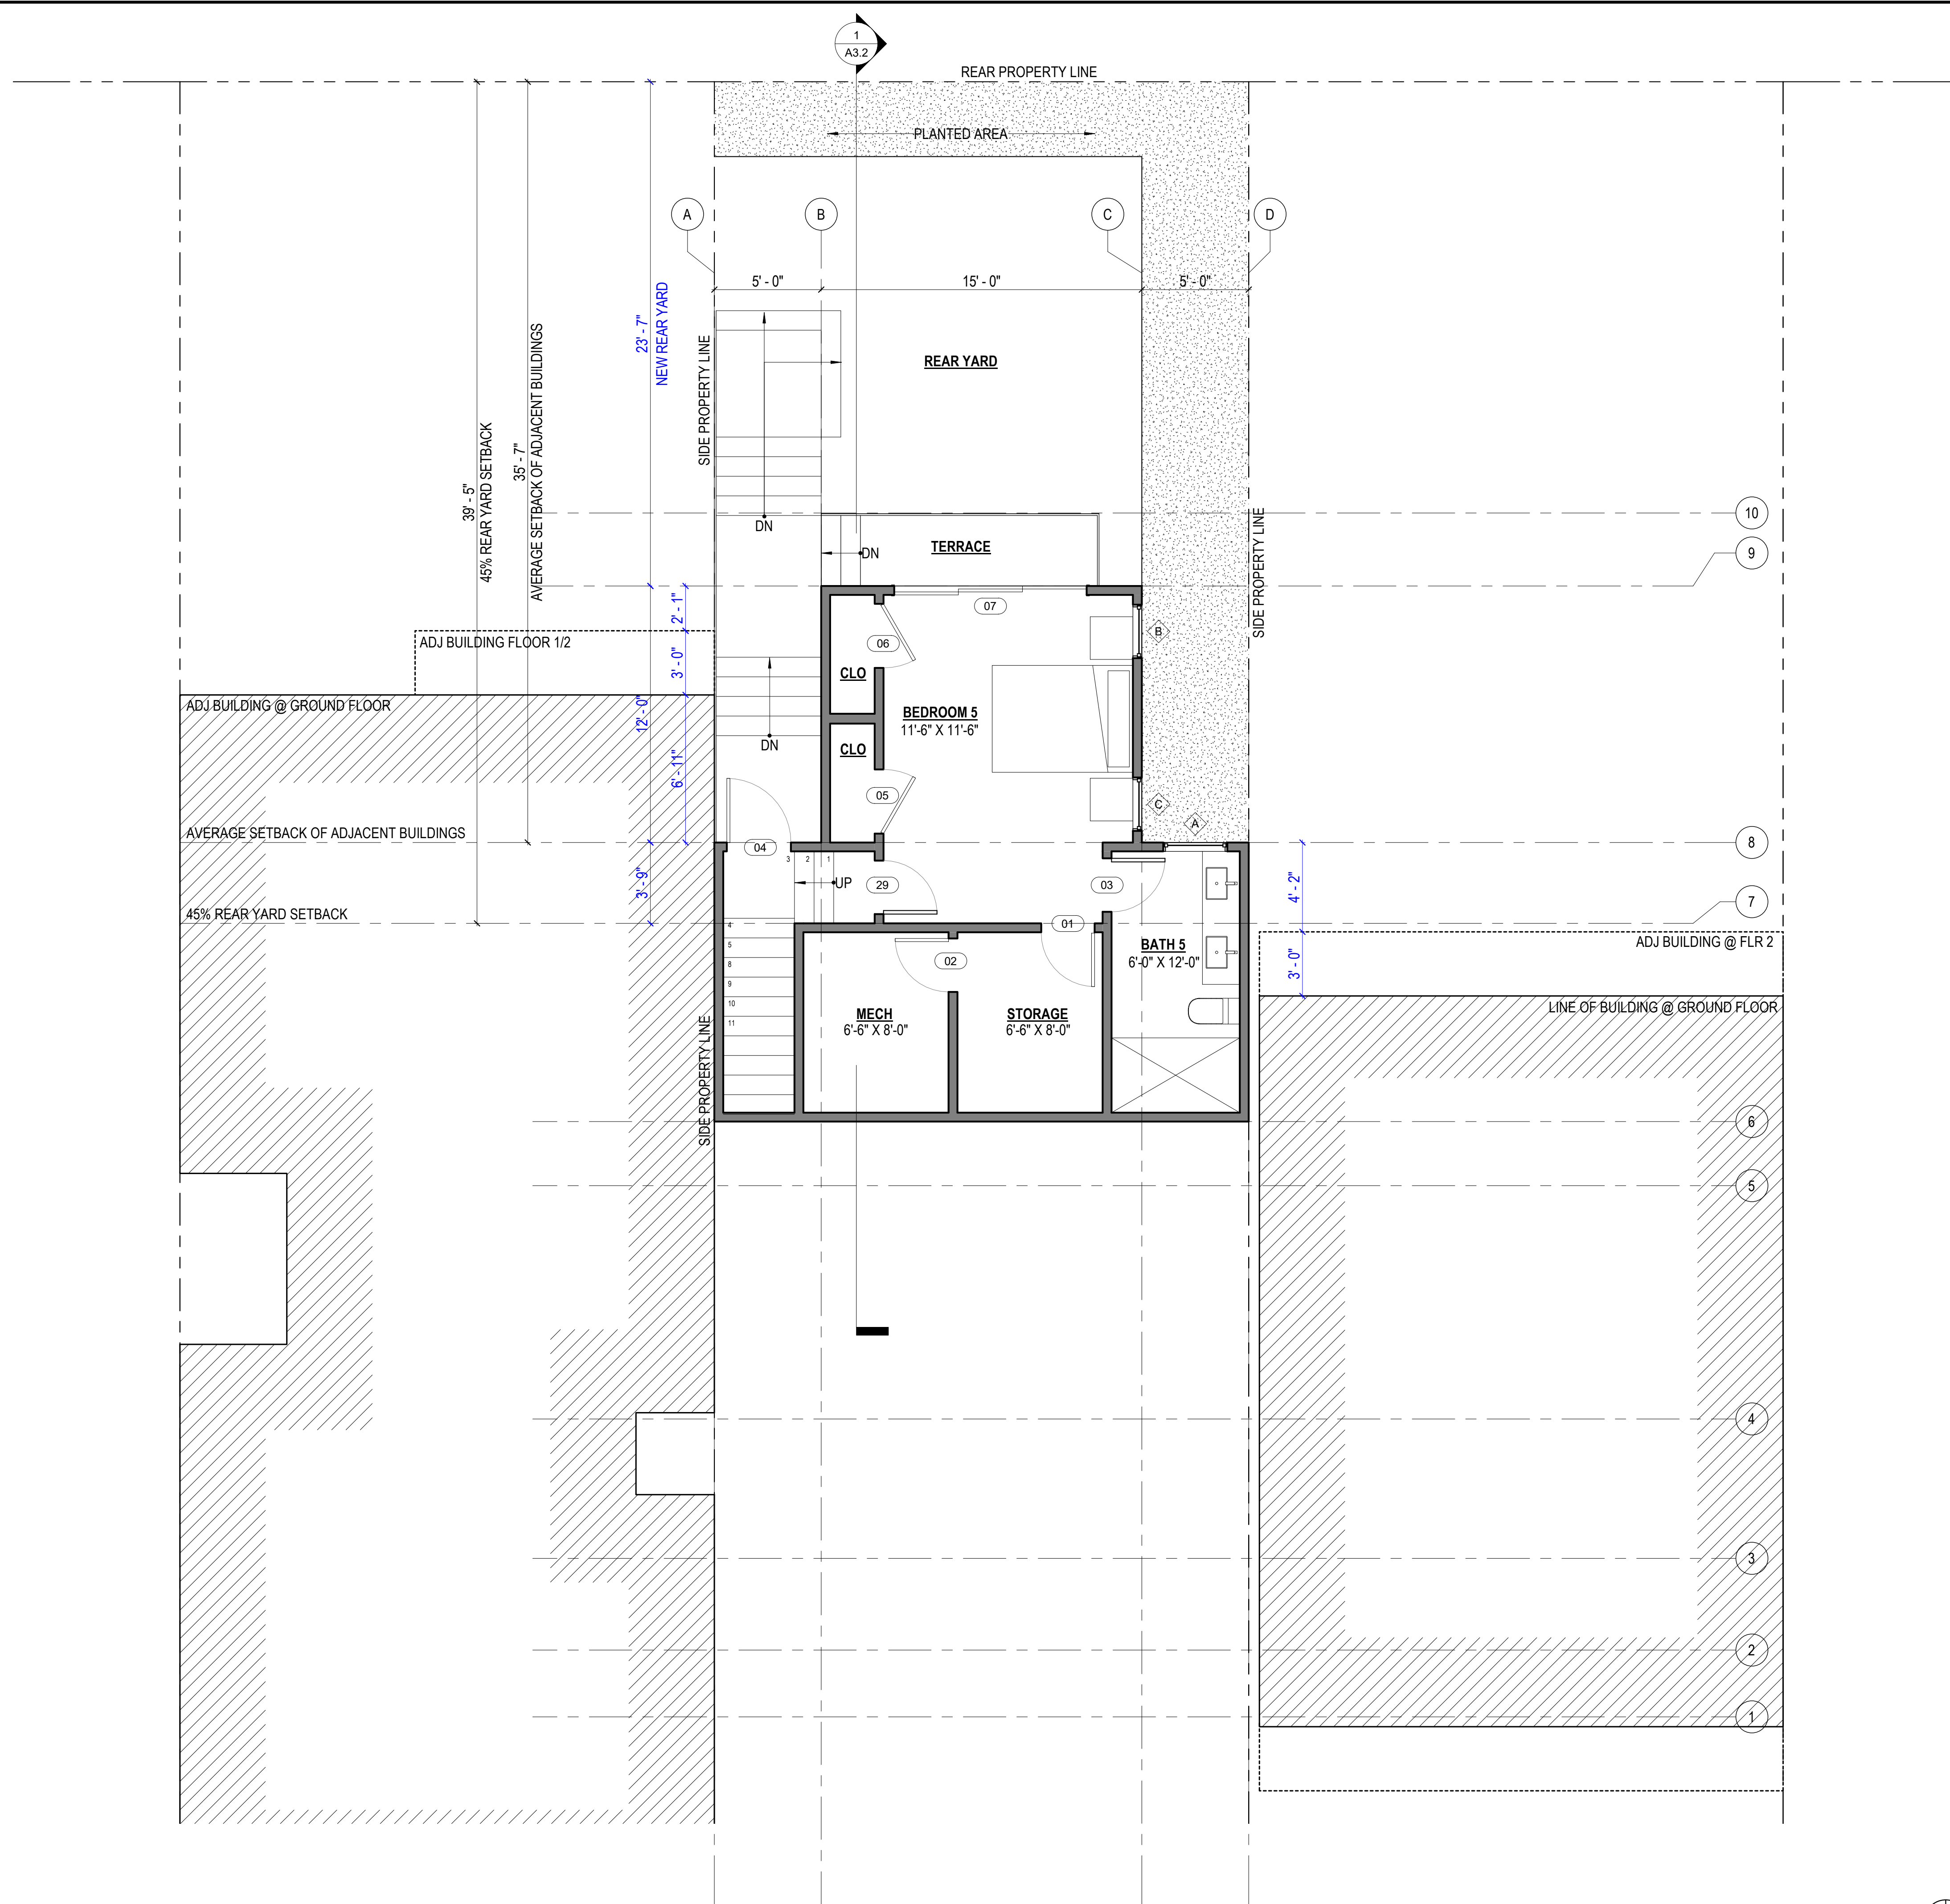 1
A3.2
REAR PROPERTY LINE
PLANTED AREA
A
B
C
D
5' - 0"
15' - 0"
5' - 0"
23' - 7"
NEW REAR YARD
SIDE PROPERTY LINE
REAR YARD
35' - 7"
AVERAGE SETBACK OF ADJACENT BUILDINGS
39' - 5"
45% REAR YARD SETBACK
SIDE PROPERTY LINE
10
9
DN
DN
TERRACE
2' - 1"
3' - 0"
12' - 0"
6' - 11"
3' - 9"
ADJ BUILDING FLOOR 1/2
ADJ BUILDING @ GROUND FLOOR
07
06
B
CLO
BEDROOM 5
11'-6" X 11'-6"
DN
CLO
05
C
A
AVERAGE SETBACK OF ADJACENT BUILDINGS
04
3
2
1
UP
29
03
8
4' - 2"
7
45% REAR YARD SETBACK
01
02
4
5
8
9
10
11
BATH 5
6'-0" X 12'-0"
ADJ BUILDING @ FLR 2
3' - 0"
MECH
6'-6" X 8'-0"
STORAGE
6'-6" X 8'-0"
LINE OF BUILDING @ GROUND FLOOR
SIDE PROPERTY LINE
6
5
4
3
2
1